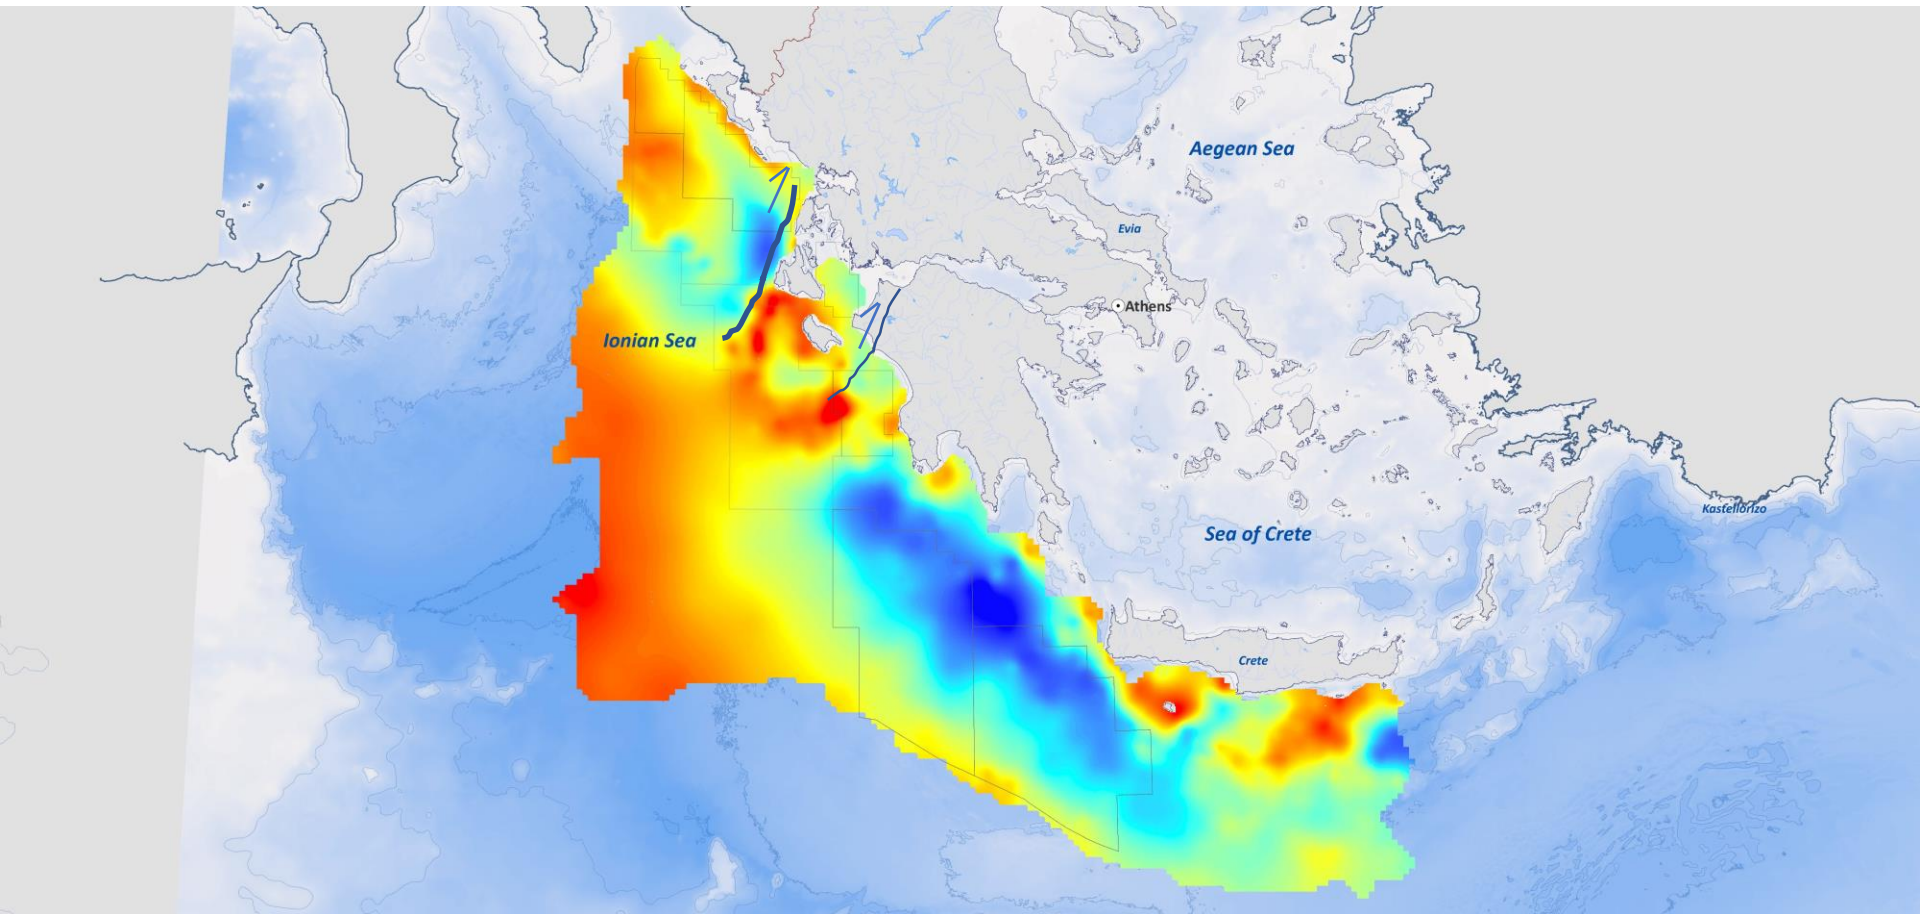 Aegean Sea
Evia
Athens
Ionian Sea
Kastellorizo
Sea of Crete
Crete